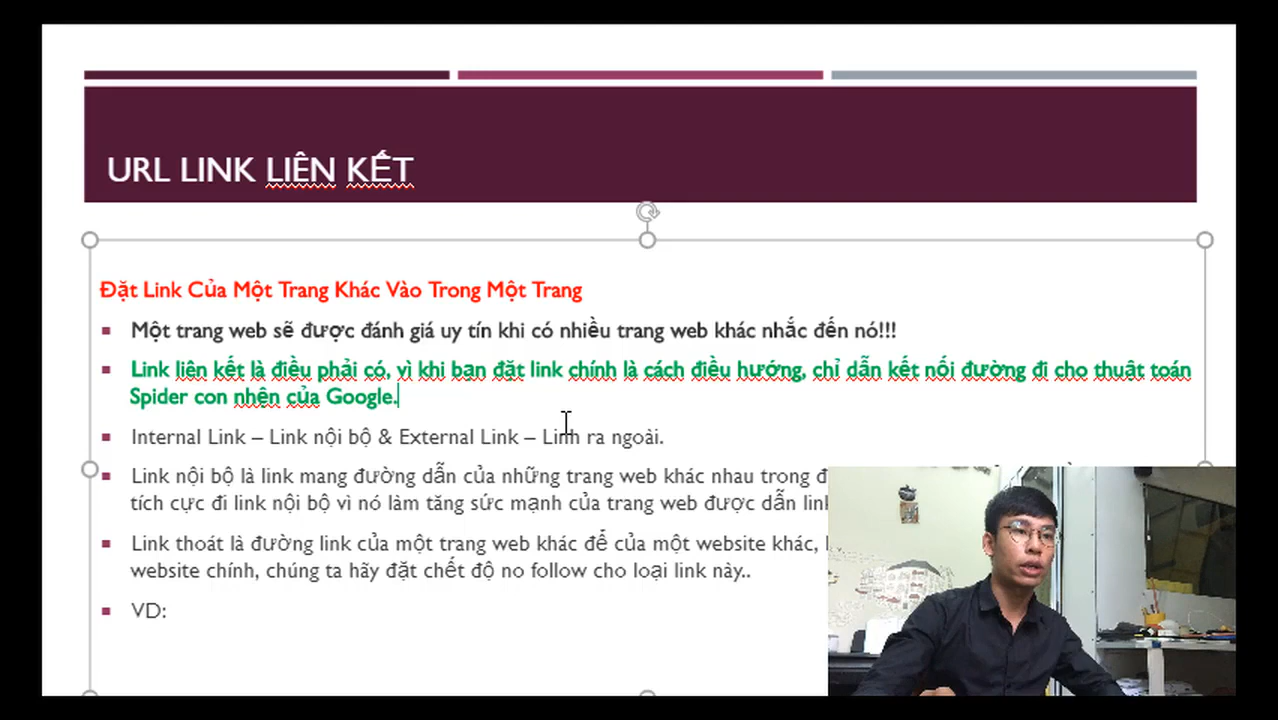 URL LINK LIÊN KẾT
Đặt Link Của Một Trang Khác Vào Trong Một Trang
Một trang web sẽ được đánh giá uy tín khi có nhiều trang web khác nhắc đến nó!!!
Link liên kết là điều phải có, vì khi bạn đặt link chính là cách điều hướng, chỉ dẫn kết nối đường đi cho thuật toán
Spider con nhện của Google.
Internal Link – Link nội bộ & External Link – Linh ra ngoài.
Link nội bộ là link mang đường dẫn của những trang web khác nhau trong
tích cực đi link nội bộ vì nó làm tăng sức mạnh của trang web được dẫn link
Link thoát là đường link của một trang web khác để của một website khác,
website chính, chúng ta hãy đặt chết độ no follow cho loại link này..
VD: